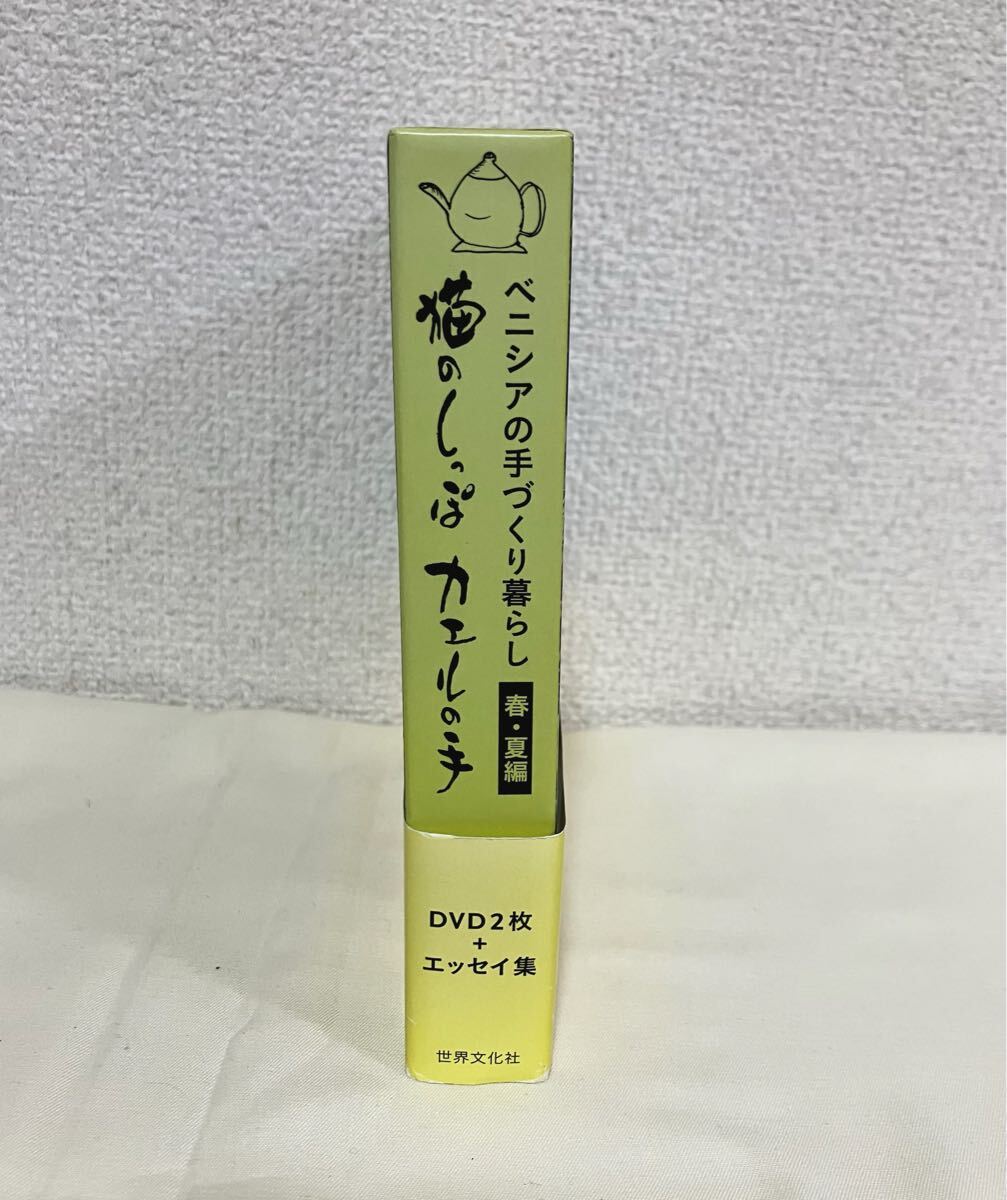 ベニシアの手づくり暮らし
春・夏編
猫のしっぽ カエルの手
DVD2枚
+
エッセイ集
世界文化社